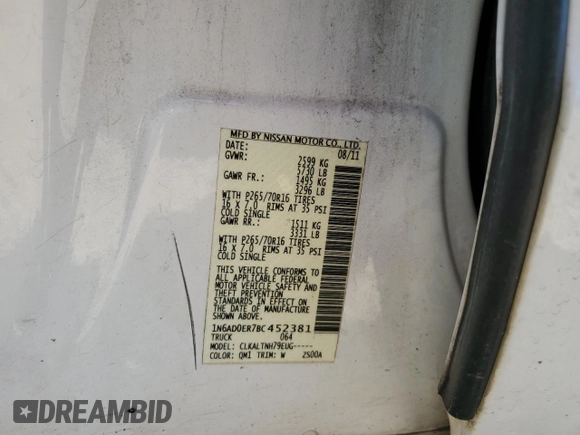 MFD BY NISSAN MOTOR CO., LTD.
DATE: 08/11
GVWR: 2599 KG
5730 LB
GAWR FR.: 1495 KG
3296 LB
WITH P265/70R16 TIRES
16 X 7.0 RIMS AT 35 PSI
COLD SINGLE
GAWR RR.: 1511 KG
3331 LB
WITH P265/70R16 TIRES
16 X 7.0 RIMS AT 35 PSI
COLD SINGLE
THIS VEHICLE CONFORMS TO
ALL APPLICABLE FEDERAL
MOTOR VEHICLE SAFETY AND
THEFT PREVENTION
STANDARDS IN EFFECT ON
THE DATE OF MANUFACTURE
SHOWN ABOVE.
1N6AD0ER7BC452381
TRUCK 064
MODEL: CLKALTNH79EUG-----
COLOR: QM1 TRIM: W 2S00A
DREAMBID